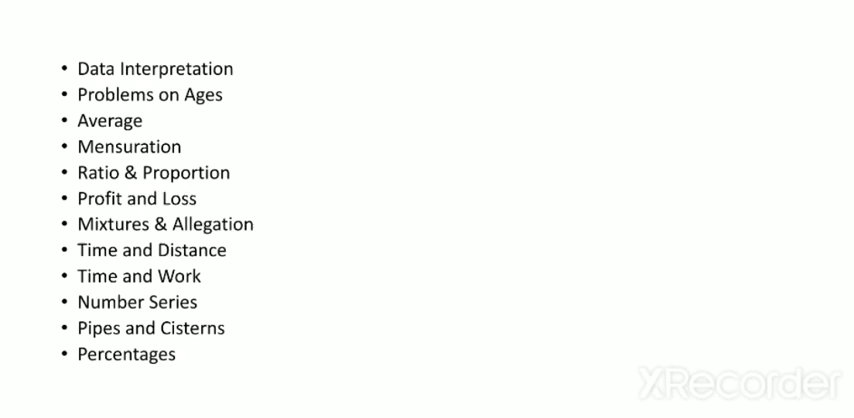 • Data Interpretation
• Problems on Ages
• Average
• Mensuration
• Ratio & Proportion
• Profit and Loss
• Mixtures & Allegation
• Time and Distance
• Time and Work
• Number Series
• Pipes and Cisterns
• Percentages
XRecorder